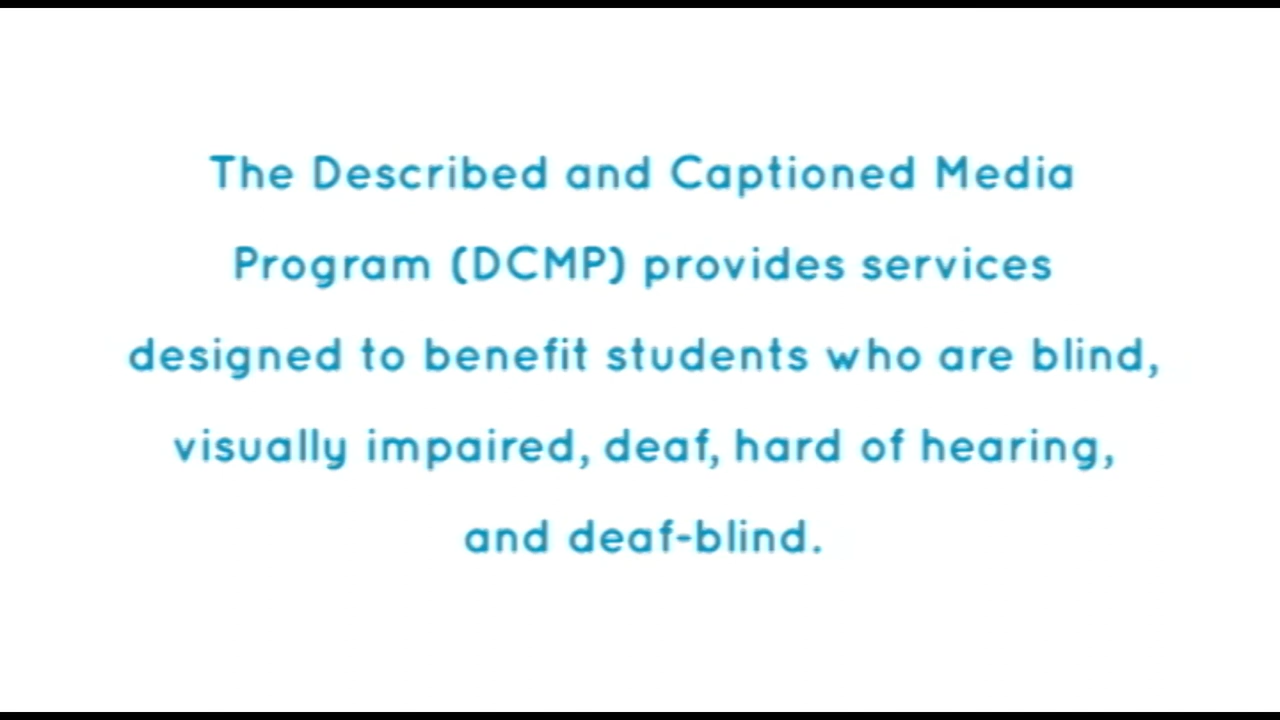 The Described and Captioned Media
Program (DCMP) provides services
designed to benefit students who are blind,
visually impaired, deaf, hard of hearing,
and deaf-blind.